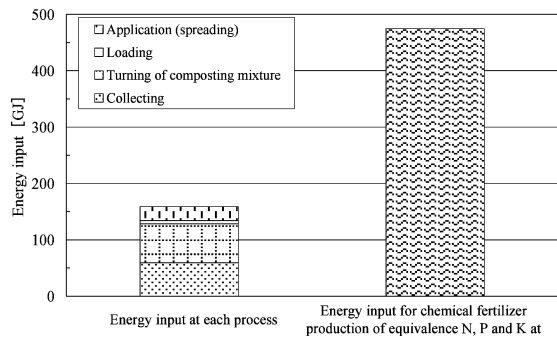 500
400
300
200
100
0
Energy input [GJ]
Application (spreading)
Loading
Turning of composting mixture
Collecting
Energy input at each process
Energy input for chemical fertilizer
production of equivalence N, P and K at